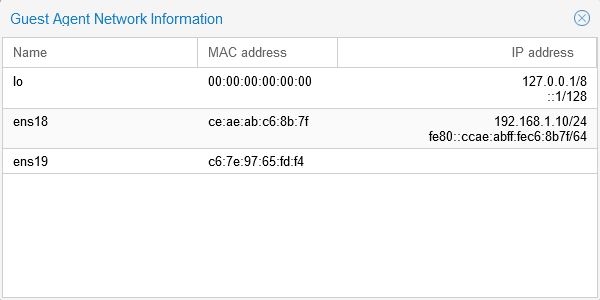 Guest Agent Network Information
Name MAC address IP address
lo 00:00:00:00:00:00 127.0.0.1/8
::1/128
ens18 ce:ae:ab:c6:8b:7f 192.168.1.10/24
fe80::ccae:abff:fec6:8b7f/64
ens19 c6:7e:97:65:fd:f4